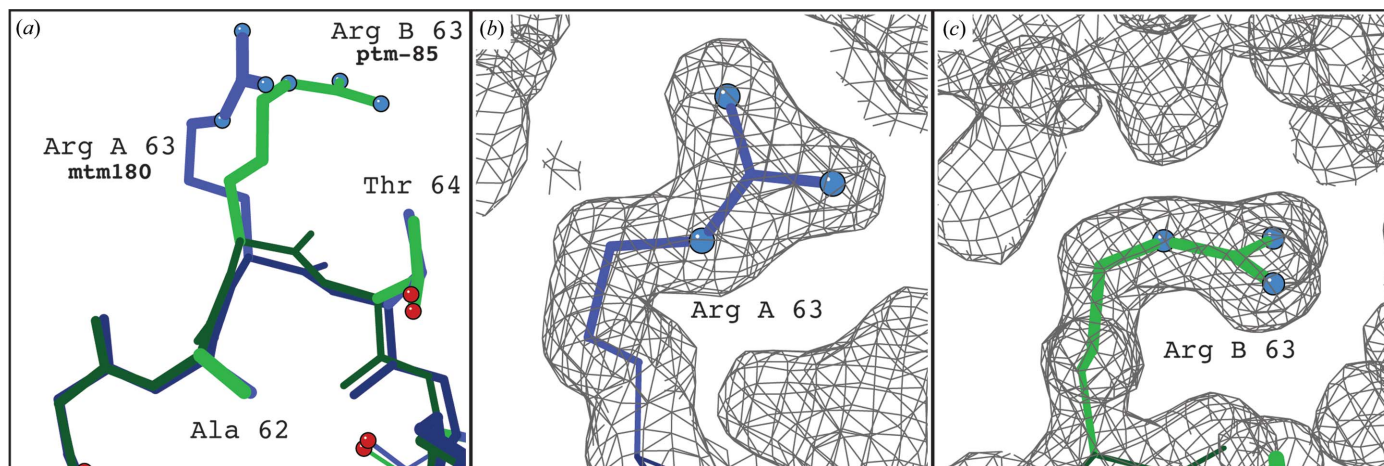 (a)
Arg B 63
ptm-85
Arg A 63
mtm180
Thr 64
Ala 62
(b)
Arg A 63
(c)
Arg B 63